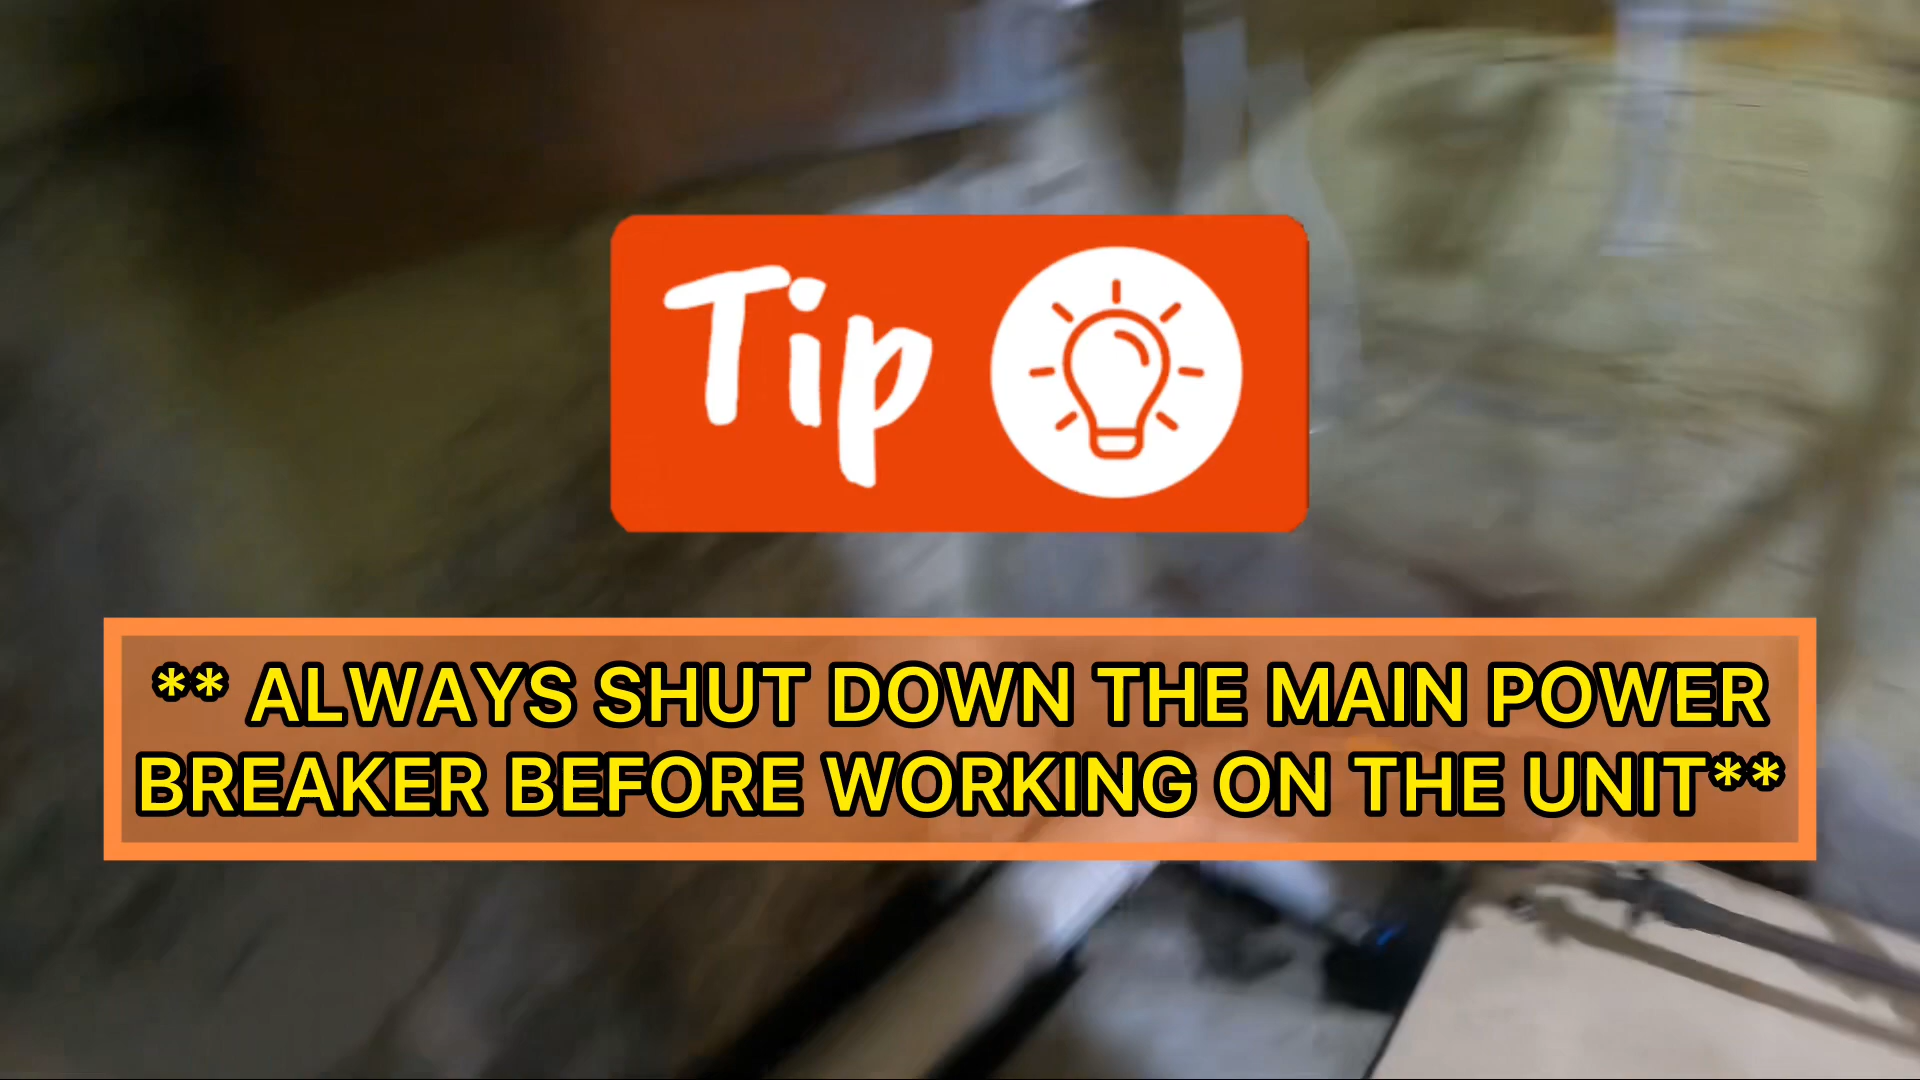 Tip
** ALWAYS SHUT DOWN THE MAIN POWER
BREAKER BEFORE WORKING ON THE UNIT**